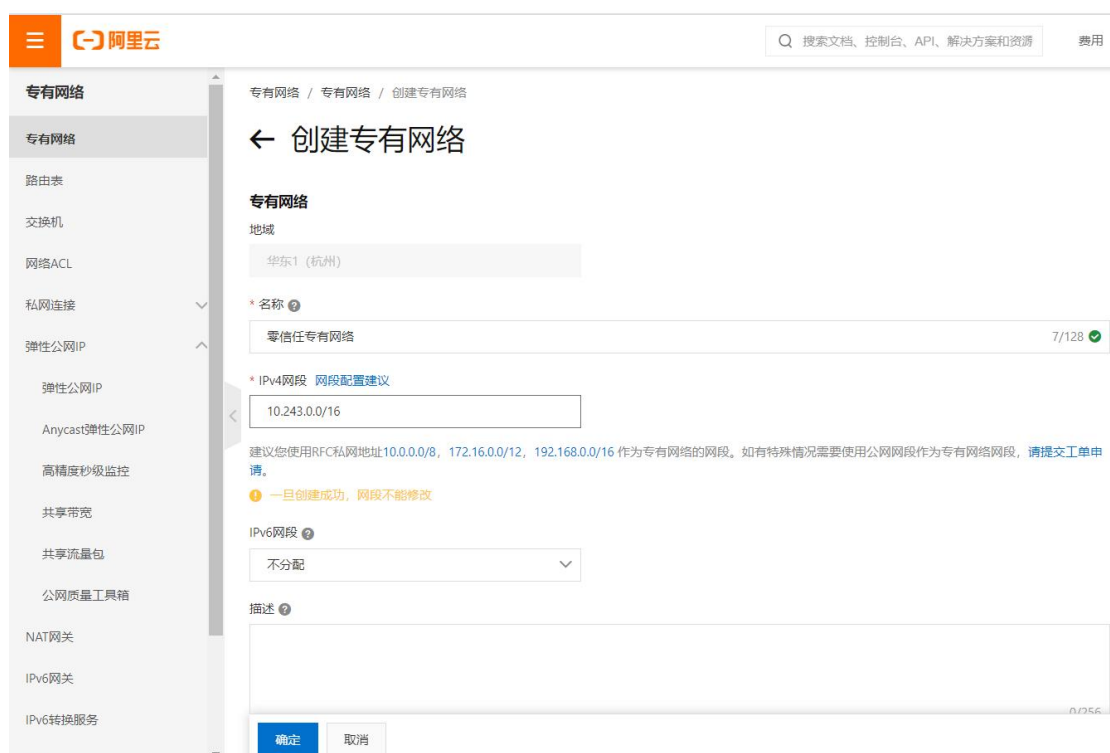 阿里云
搜索文档、控制台、API、解决方案和资源
费用
专有网络
专有网络
路由表
交换机
网络ACL
私网连接
弹性公网IP
弹性公网IP
Anycast弹性公网IP
高精度秒级监控
共享带宽
共享流量包
公网质量工具箱
NAT网关
IPv6网关
IPv6转换服务
专有网络 / 专有网络 / 创建专有网络
← 创建专有网络
专有网络
地域
华东1（杭州）
* 名称
零信任专有网络 7/128
* IPv4网段 网段配置建议
10.243.0.0/16
建议您使用RFC私网地址10.0.0.0/8，172.16.0.0/12，192.168.0.0/16 作为专有网络的网段。如有特殊情况需要使用公网网段作为专有网络网段，请提交工单申
请。
一旦创建成功，网段不能修改
IPv6网段
不分配
描述
0/256
确定 取消